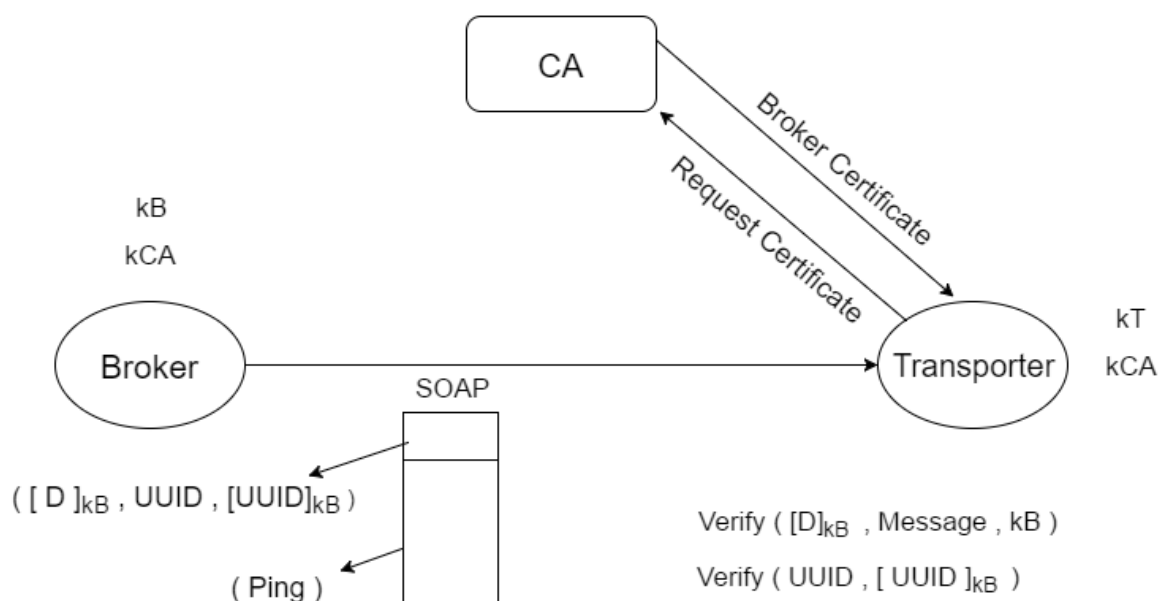 CA
Broker Certificate
Request Certificate
kB
kCA
Broker
Transporter
kT
kCA
SOAP
( [ D ]kB , UUID , [UUID]kB )
( Ping )
Verify ( [D]kB , Message , kB )
Verify ( UUID , [ UUID ]kB )